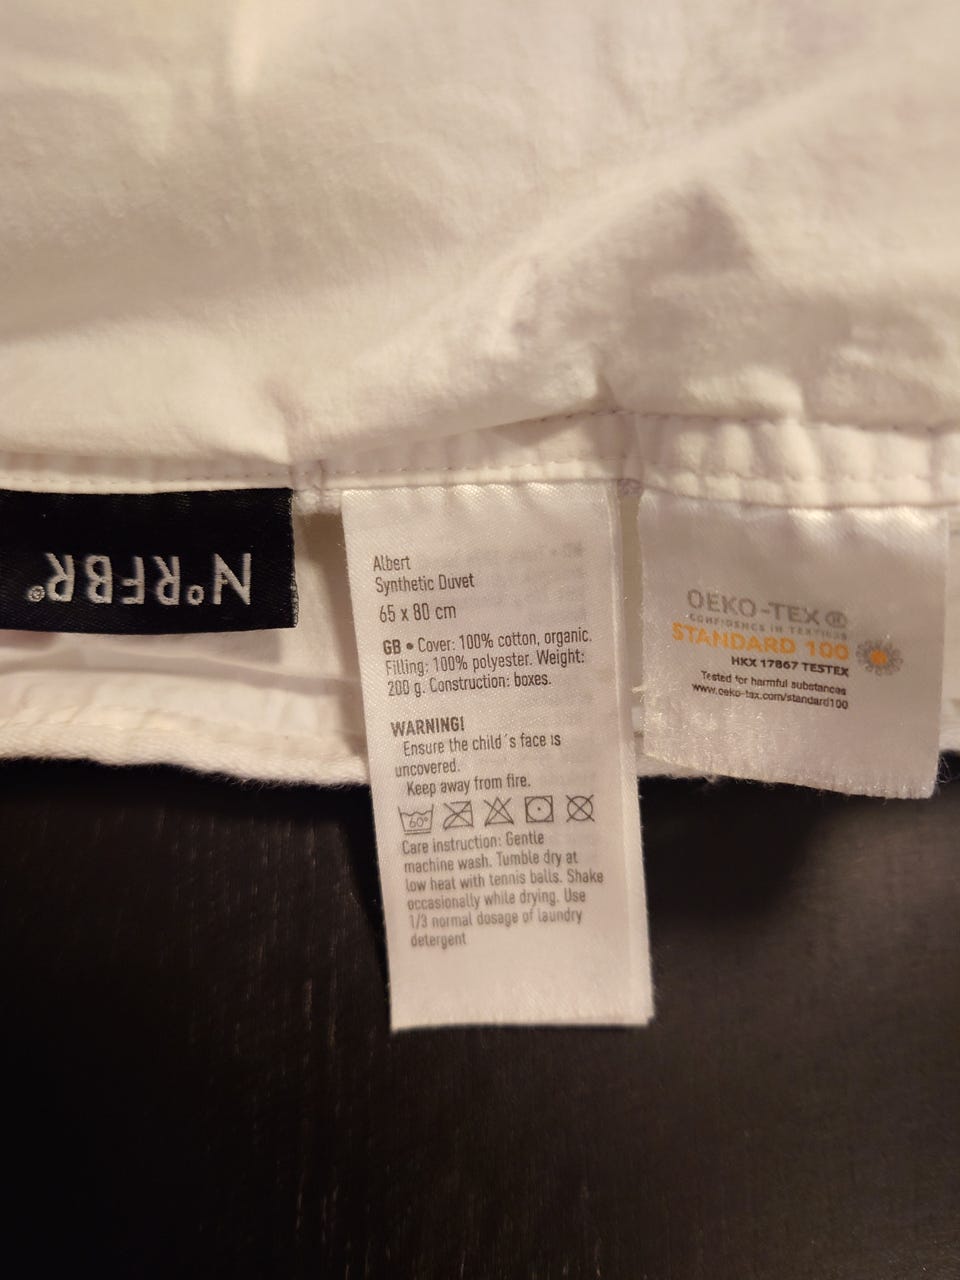 N°RFBR®
Albert
Synthetic Duvet
65 x 80 cm
GB • Cover: 100% cotton, organic.
Filling: 100% polyester. Weight:
200 g. Construction: boxes.
WARNING!
Ensure the child´s face is
uncovered.
Keep away from fire.
60°
Care instruction: Gentle
machine wash. Tumble dry at
low heat with tennis balls. Shake
occasionally while drying. Use
1/3 normal dosage of laundry
detergent
OEKO-TEX®
CONFIDENCE IN TEXTILES
STANDARD 100
HKX 17867 TESTEX
Tested for harmful substances
www.oeko-tex.com/standard100